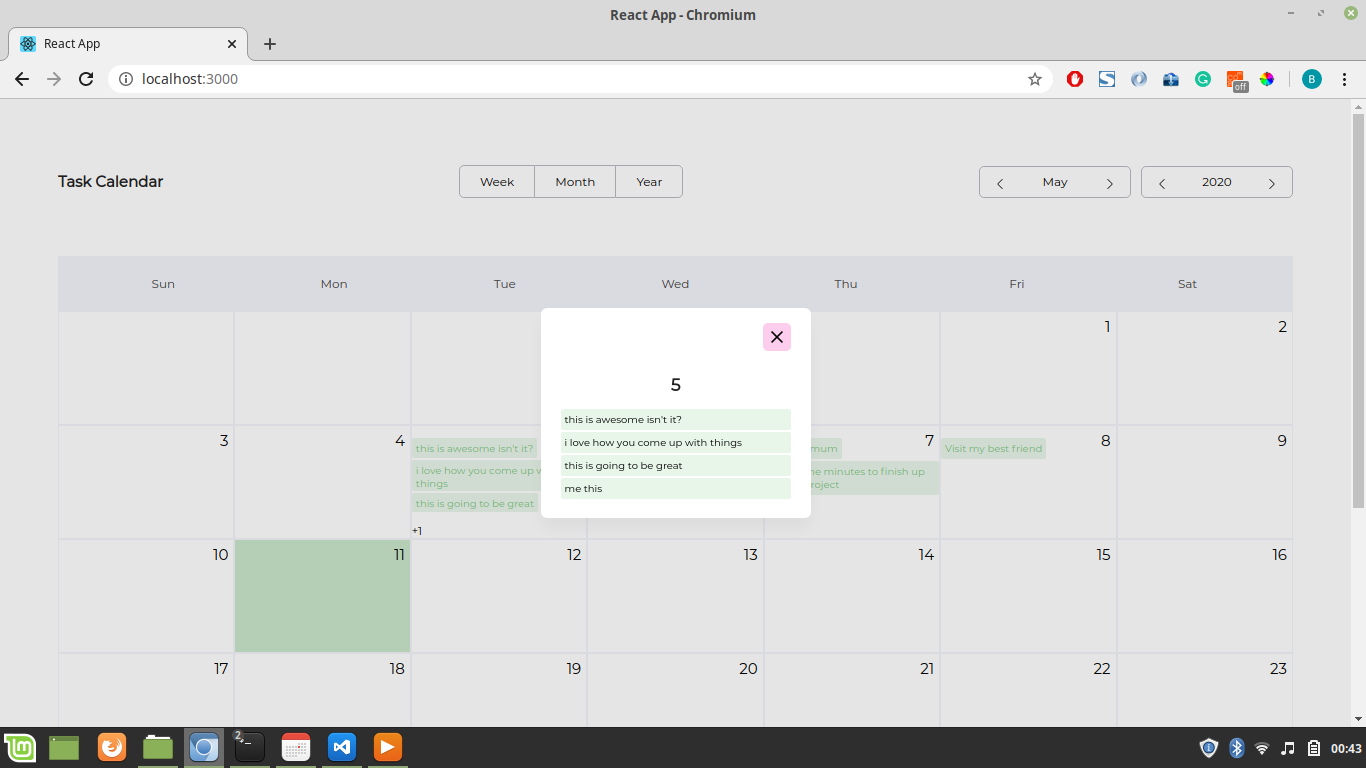 React App - Chromium
React App
localhost:3000
off
B
Task Calendar
Week Month Year
May
2020
Sun Mon Tue Wed Thu Fri Sat
1 2
5
this is awesome isn't it?
i love how you come up with things
this is going to be great
me this
3 4 7 8 9
this is awesome isn't it?
mum
Visit my best friend
i love how you come up w
things
ne minutes to finish up
roject
this is going to be great
+1
10 11 12 13 14 15 16
17 18 19 20 21 22 23
2
00:43